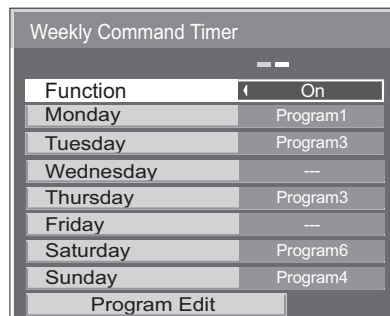 Weekly Command Timer
Function On
Monday Program1
Tuesday Program3
Wednesday ---
Thursday Program3
Friday ---
Saturday Program6
Sunday Program4
Program Edit